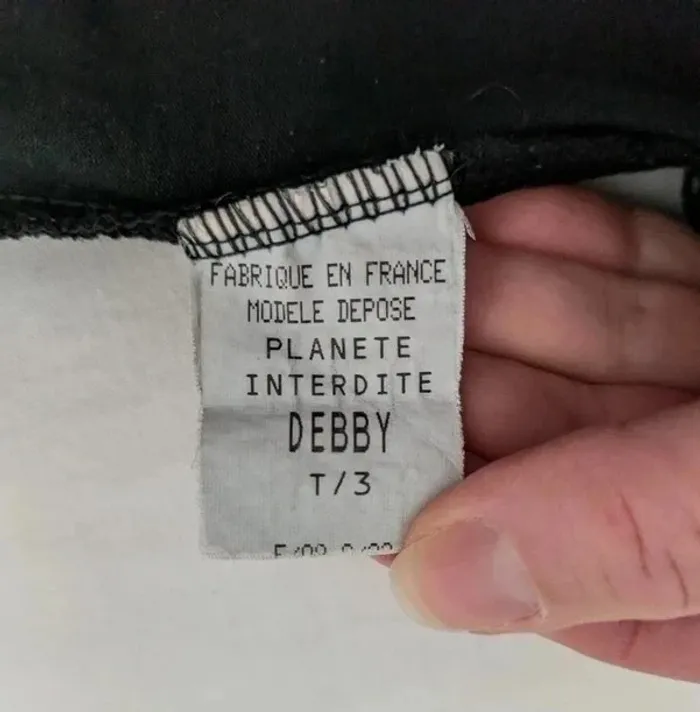 FABRIQUE EN FRANCE
MODELE DEPOSE
PLANETE
INTERDITE
DEBBY
T/3